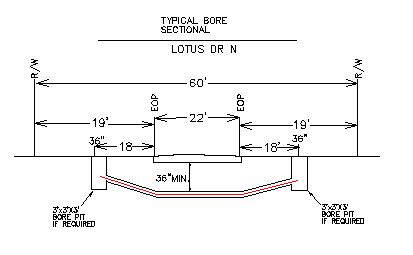 TYPICAL BORE
SECTIONAL
LOTUS DR N
R/W
R/W
60'
EOP
EOP
22'
19'
19'
36"
18
18'
36"
36"MIN.
3'x3'x3'
BORE PIT
IF REQUIRED
3'x3'x3'
BORE PIT
IF REQUIRED